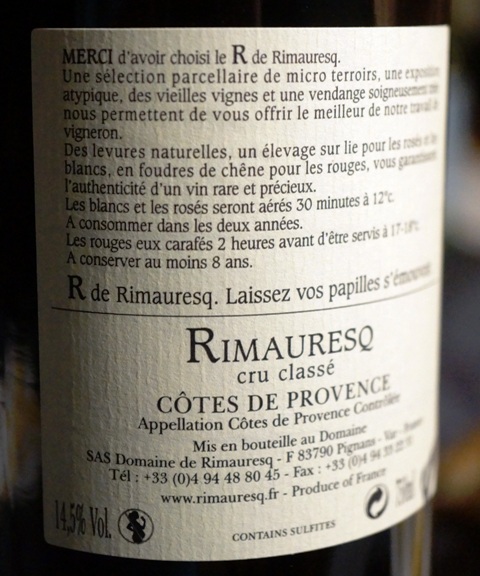 MERCI d'avoir choisi le R de Rimauresq.
Une sélection parcellaire de micro terroirs, une exposition
atypique, des vieilles vignes et une vendange soigneusement très
nous permettent de vous offrir le meilleur de notre travail de
vigneron.
Des levures naturelles, un élevage sur lie pour les rosés et les
blancs, en foudres de chêne pour les rouges, vous garantissent
l'authenticité d'un vin rare et précieux.
Les blancs et les rosés seront aérés 30 minutes à 12°c.
A consommer dans les deux années.
Les rouges eux carafés 2 heures avant d'être servis à 17-18°c.
A conserver au moins 8 ans.
R de Rimauresq. Laissez vos papilles s'émouvoir.
RIMAURESQ
cru classé
CÔTES DE PROVENCE
Appellation Côtes de Provence Contrôlée
Mis en bouteille au Domaine
SAS Domaine de Rimauresq - F 83790 Pignans - Var - France
Tél : +33 (0)4 94 48 80 45 - Fax : +33 (0)4 94 33 22
www.rimauresq.fr - Produce of France
14,5% Vol.
CONTAINS SULFITES